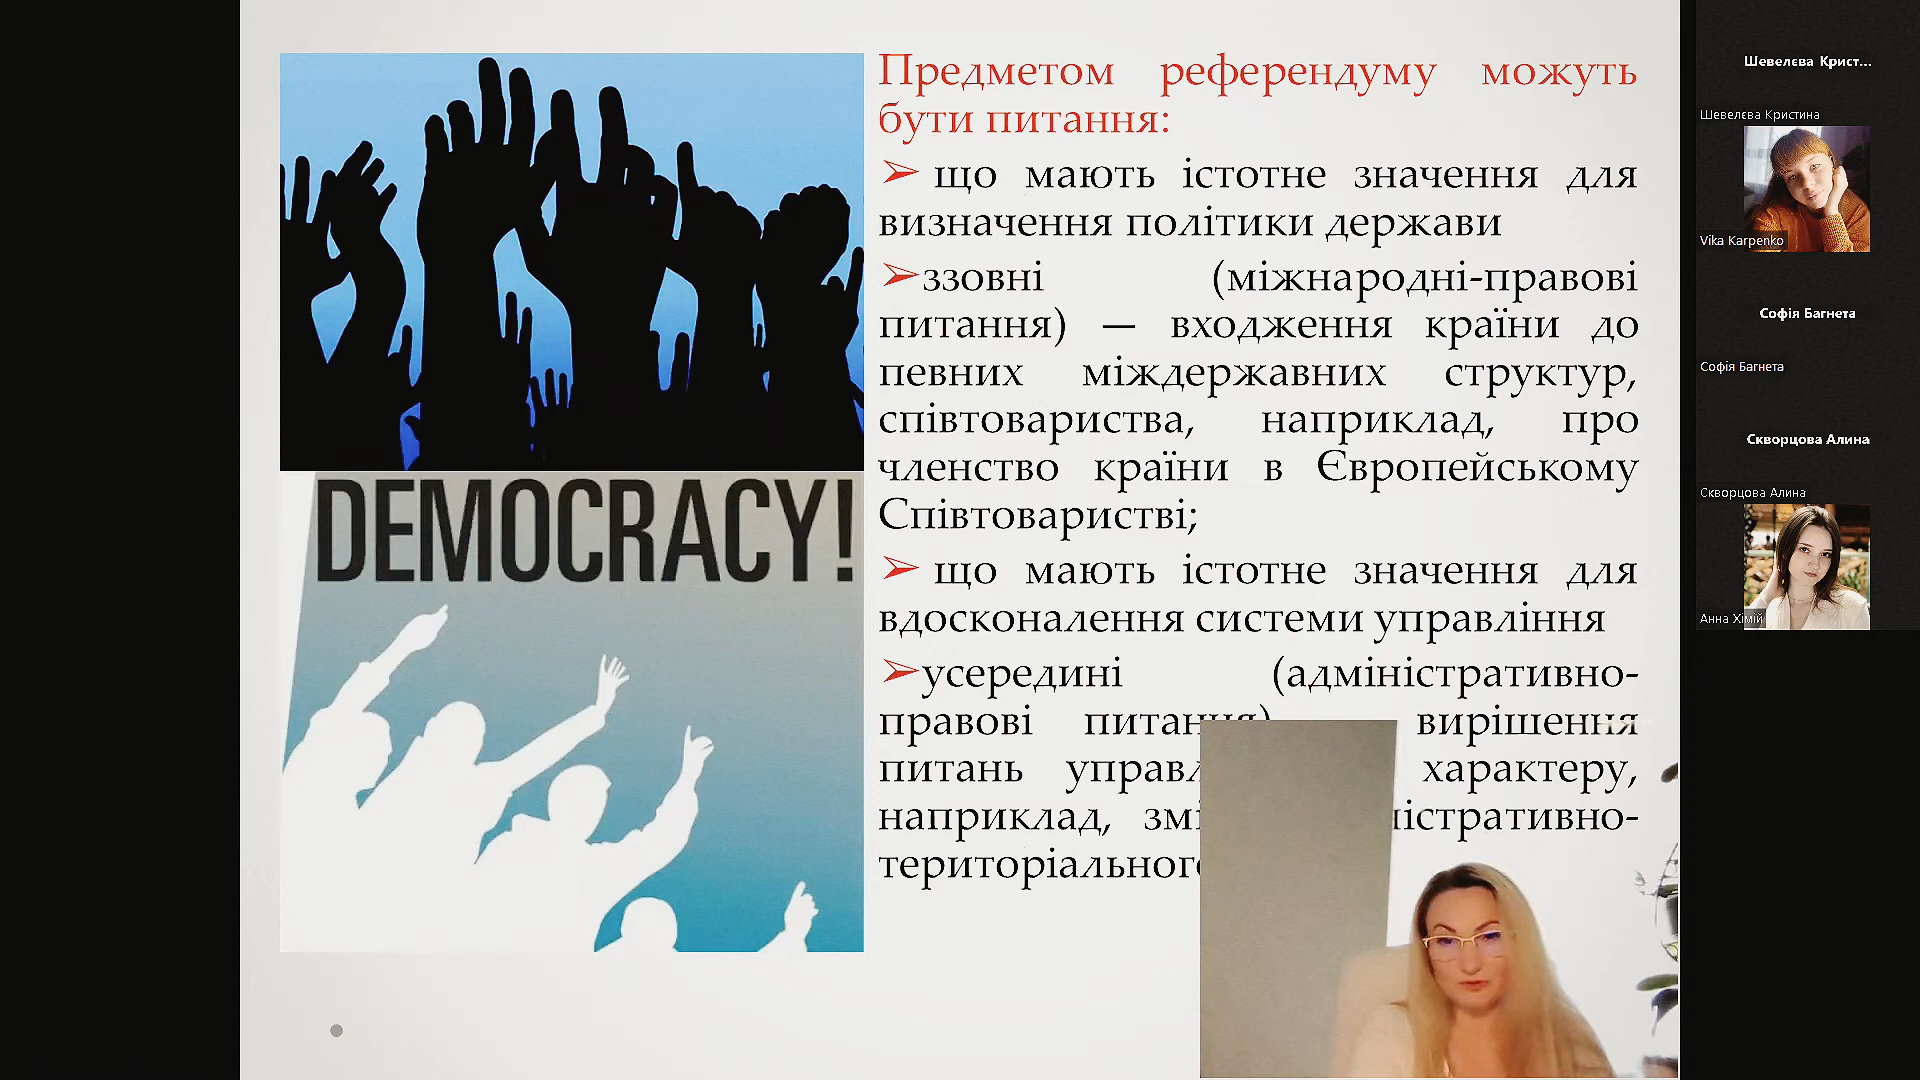 Предметом референдуму можуть
бути питання:
➢ що мають істотне значення для
визначення політики держави
➢ззовні (міжнародні-правові
питання) — входження країни до
певних міждержавних структур,
співтовариства, наприклад, про
членство країни в Європейському
Співтоваристві;
➢ що мають істотне значення для
вдосконалення системи управління
➢усередині (адміністративно-
правові вирішення
питань характеру,
наприклад,
DEMOCRACY!
Шевелєва Крист...
Шевелєва Кристина
Vika Karpenko
Софія Багнета
Софія Багнета
Скворцова Алина
Скворцова Алина
Анна Хімій